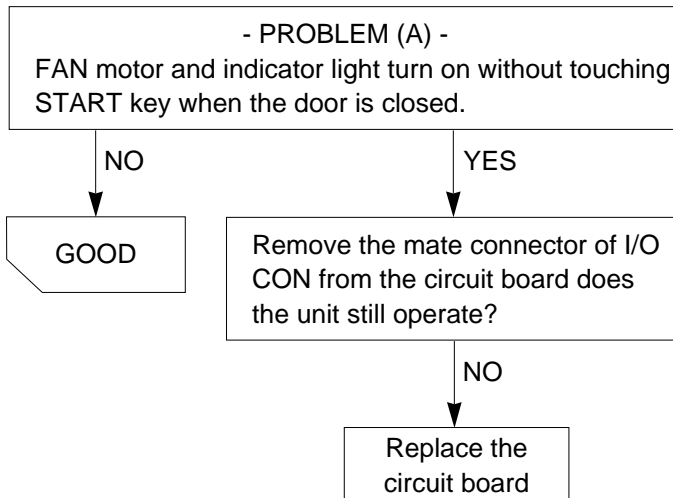 - PROBLEM (A) -
FAN motor and indicator light turn on without touching
START key when the door is closed.
NO
YES
GOOD
Remove the mate connector of I/O
CON from the circuit board does
the unit still operate?
NO
Replace the
circuit board